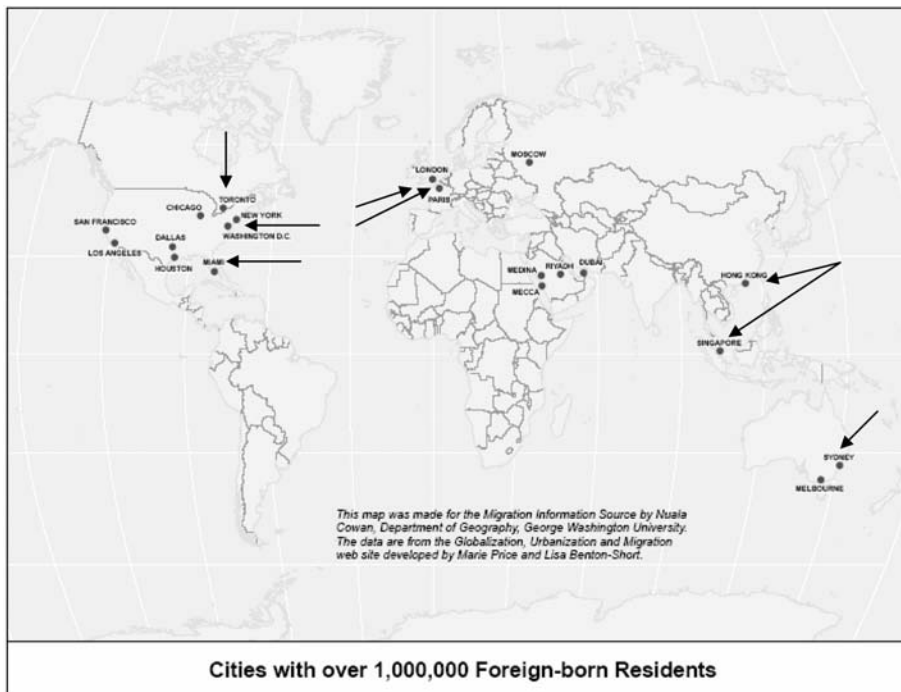 MOSCOW
LONDON
PARIS
TORONTO
CHICAGO
NEW YORK
SAN FRANCISCO
WASHINGTON D.C.
DALLAS
LOS ANGELES
HOUSTON
MIAMI
MEDINA
RIYADH
DUBAI
MECCA
HONG KONG
SINGAPORE
SYDNEY
MELBOURNE
This map was made for the Migration Information Source by Nuala
Cowan, Department of Geography, George Washington University.
The data are from the Globalization, Urbanization and Migration
web site developed by Marie Price and Lisa Benton-Short.
Cities with over 1,000,000 Foreign-born Residents